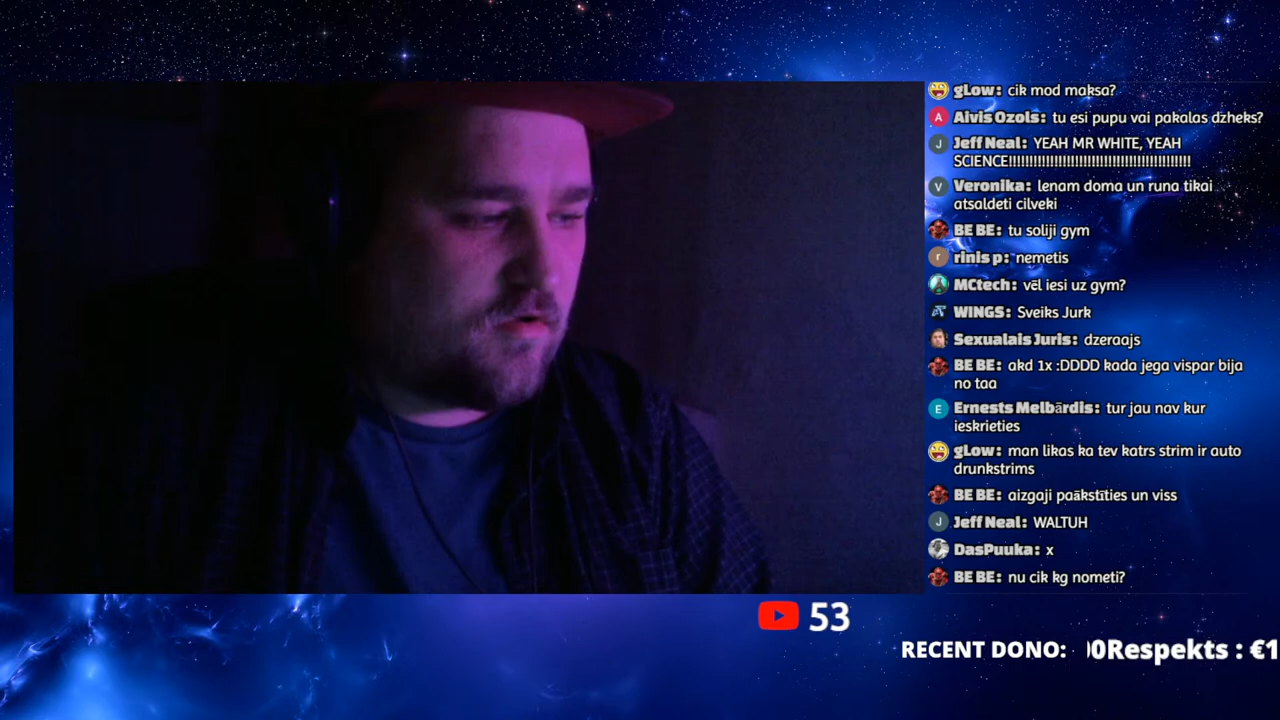 gLow: cik mod maksa?
A Aivis Ozols: tu esi pupu vai pakalas dzheks?
J Jeff Neal: YEAH MR WHITE, YEAH
SCIENCE!!!!!!!!!!!!!!!!!!!!!!!!!!!!!!!!!!!!!!!!!!!!
V Veronika: lenam doma un runa tikai
atsaldeti cilveki
BE BE: tu soliji gym
r rinis p: nemetis
MCtech: vēl iesi uz gym?
WINGS: Sveiks Jurk
Sexualais Juris: dzeraajs
BE BE: akd 1x :DDDD kada jega vispar bija
no taa
E Ernests Melbārdis: tur jau nav kur
ieskrieties
gLow: man likas ka tev katrs strim ir auto
drunkstrims
BE BE: aizgaji paākstīties un viss
J Jeff Neal: WALTUH
DasPuuka: x
BE BE: nu cik kg nometi?
53
RECENT DONO: 0Respekts : €1